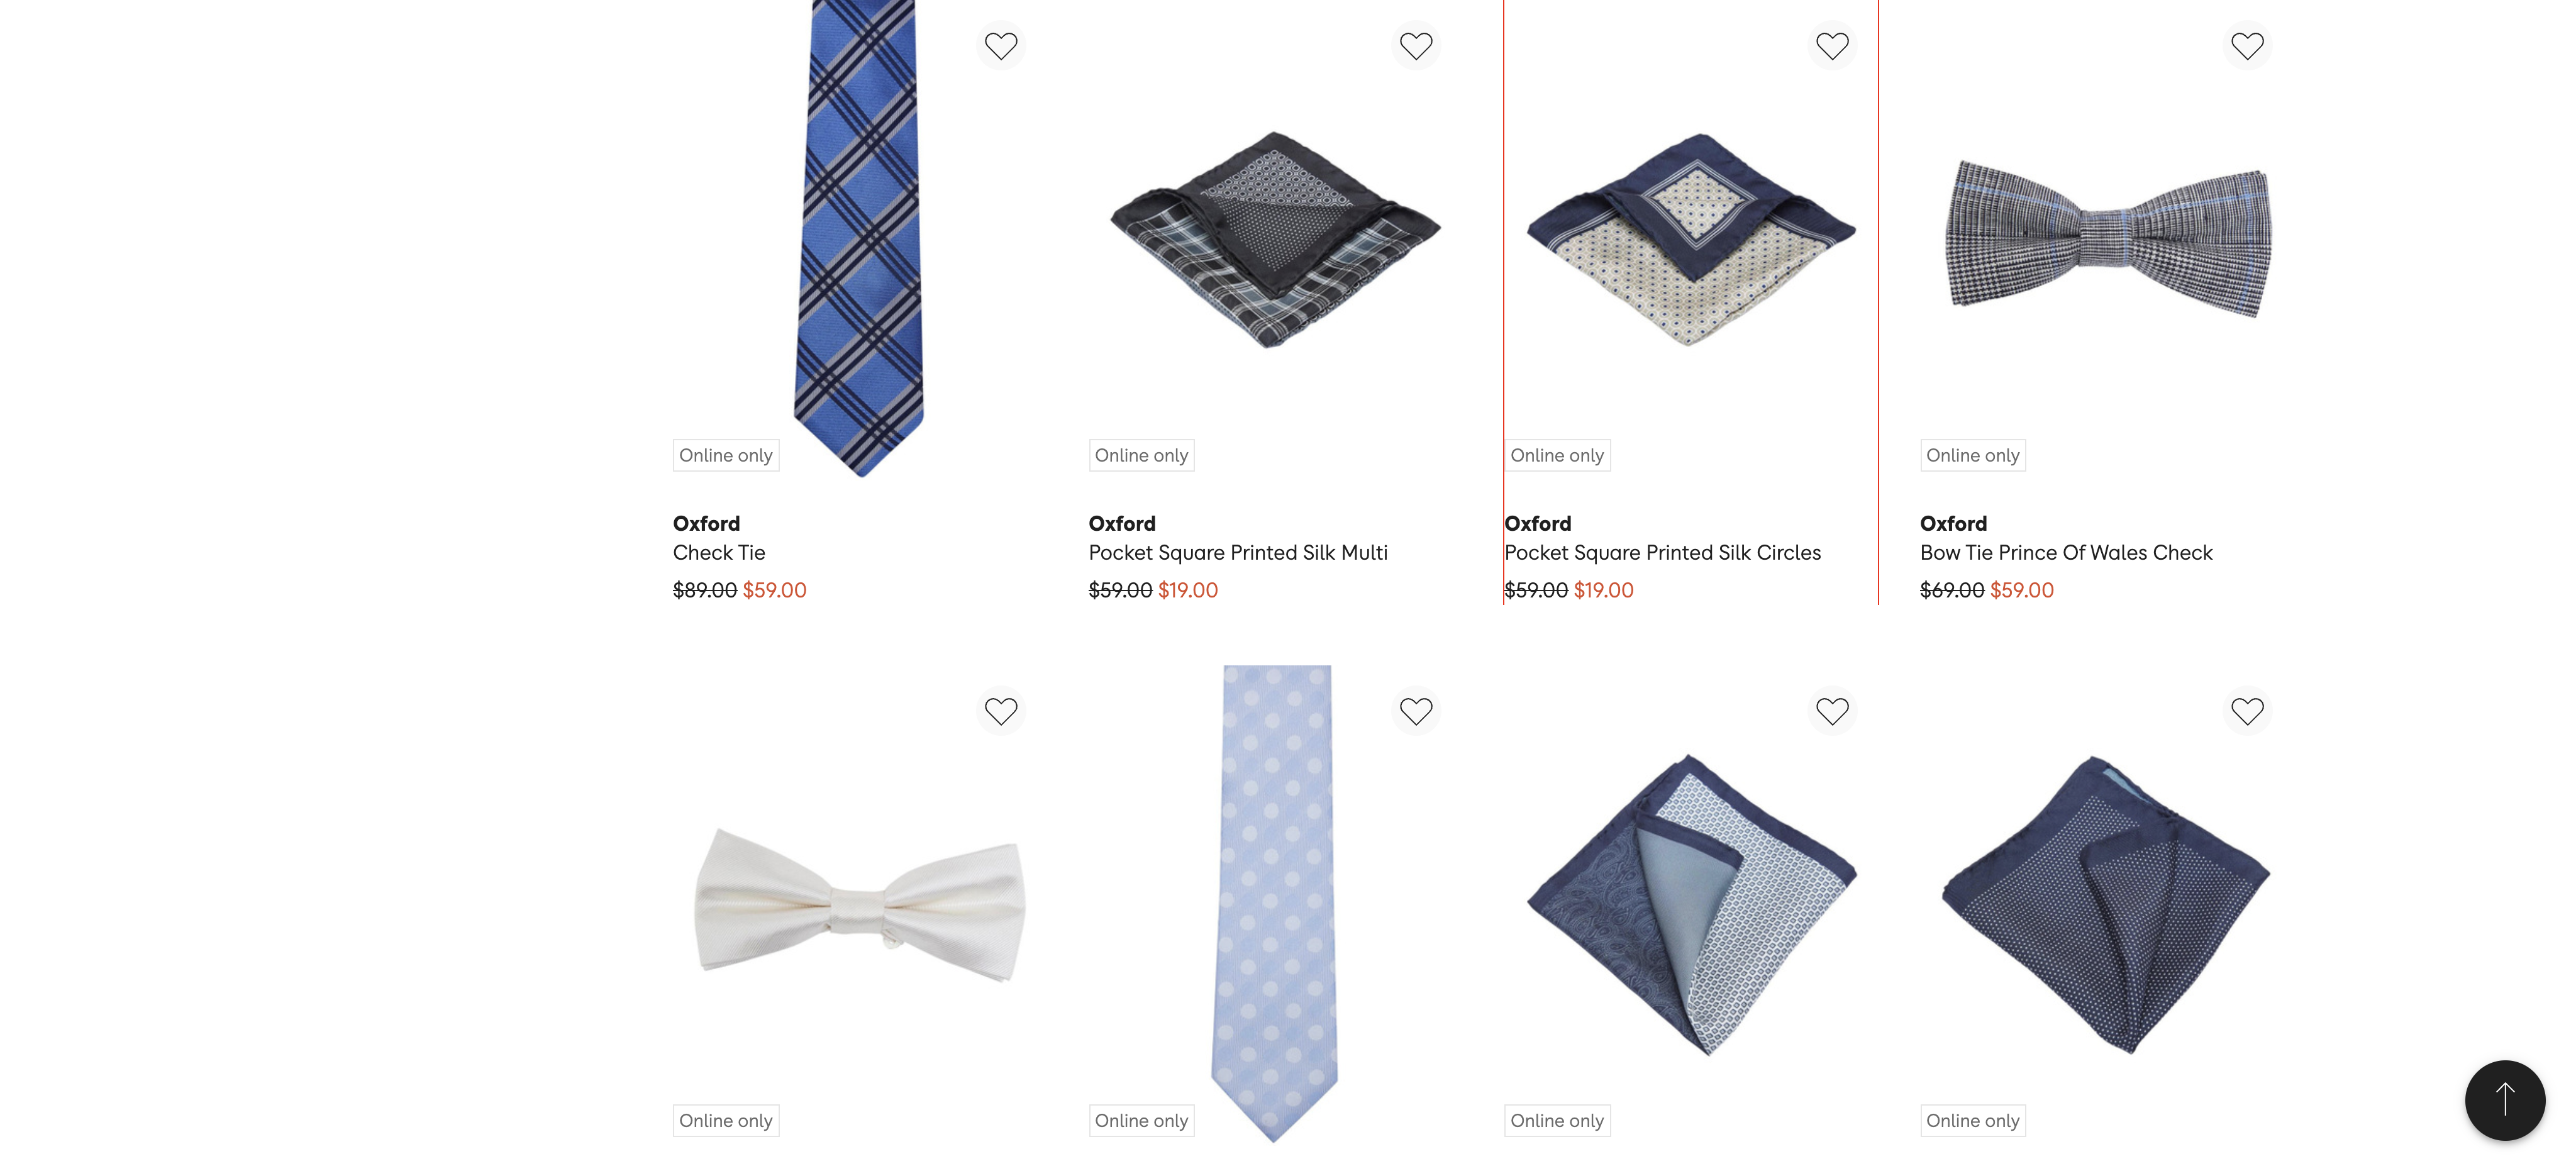 Online only
Online only
Online only
Online only
Oxford
Check Tie
$89.00 $59.00
Oxford
Pocket Square Printed Silk Multi
$59.00 $19.00
Oxford
Pocket Square Printed Silk Circles
$59.00 $19.00
Oxford
Bow Tie Prince Of Wales Check
$69.00 $59.00
Online only
Online only
Online only
Online only